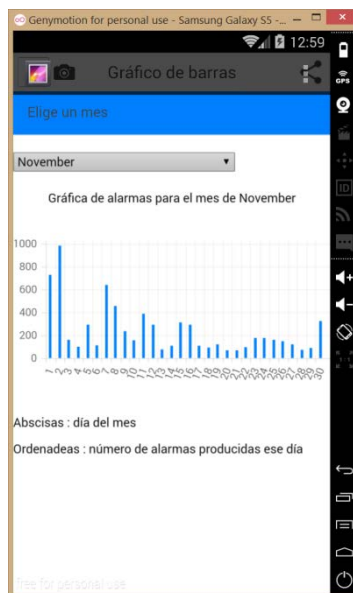 Genymotion for personal use - Samsung Galaxy S5 -...
12:59
Gráfico de barras
Elige un mes
November
Gráfica de alarmas para el mes de November
1000
800
600
400
200
0
1 2 3 4 5 6 7 8 9 10 11 12 13 14 15 16 17 18 19 20 21 22 23 24 25 26 27 28 29 30
Abscisas : día del mes
Ordenadeas : número de alarmas producidas ese día
free for personal use
GPS
ID